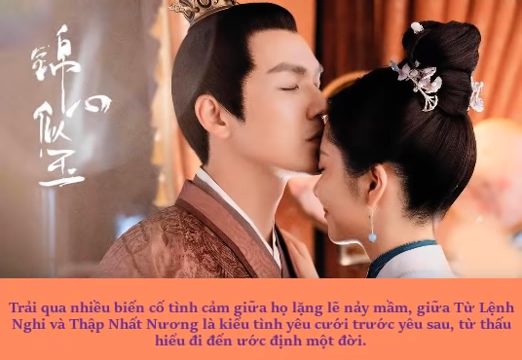 锦心似玉
Trải qua nhiều biến cố tình cảm giữa họ lặng lẽ nảy mầm, giữa Từ Lệnh
Nghi và Thập Nhất Nương là kiểu tình yêu cưới trước yêu sau, từ thấu
hiểu đi đến ước định một đời.